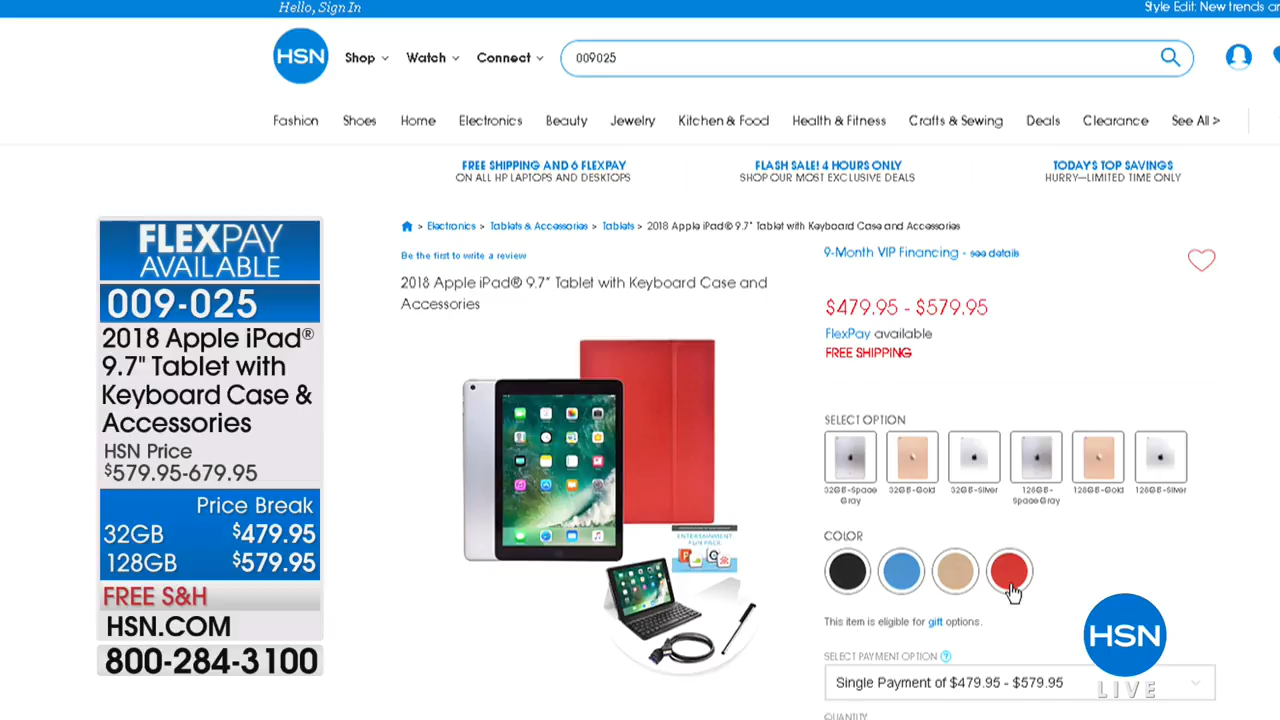 Hello, Sign In
Style Edit: New trends
HSN
Shop
Watch
Connect
009025
Fashion
Shoes
Home
Electronics
Beauty
Jewelry
Kitchen & Food
Health & Fitness
Crafts & Sewing
Deals
Clearance
See All >
FREE SHIPPING AND 6 FLEXPAY
ON ALL HP LAPTOPS AND DESKTOPS
FLASH SALE! 4 HOURS ONLY
SHOP OUR MOST EXCLUSIVE DEALS
TODAY'S TOP SAVINGS
HURRY—LIMITED TIME ONLY
FLEXPAY
AVAILABLE
009-025
2018 Apple iPad®
9.7" Tablet with
Keyboard Case &
Accessories
HSN Price
$579.95-679.95
Price Break
32GB $479.95
128GB $579.95
FREE S&H
HSN.COM
800-284-3100
> Electronics > Tablets & Accessories > Tablets > 2018 Apple iPad® 9.7" Tablet with Keyboard Case and Accessories
Be the first to write a review
2018 Apple iPad® 9.7" Tablet with Keyboard Case and
Accessories
ENTERTAINMENT
FUN PACK
9-Month VIP Financing - see details
$479.95 - $579.95
FlexPay available
FREE SHIPPING
SELECT OPTION
32GB-Space
Gray
32GB-Gold
32GB-Silver
128GB-
Space Gray
128GB-Gold
128GB-Silver
COLOR
This item is eligible for gift options.
SELECT PAYMENT OPTION ?
Single Payment of $479.95 - $579.95
QUANTITY
HSN
LIVE